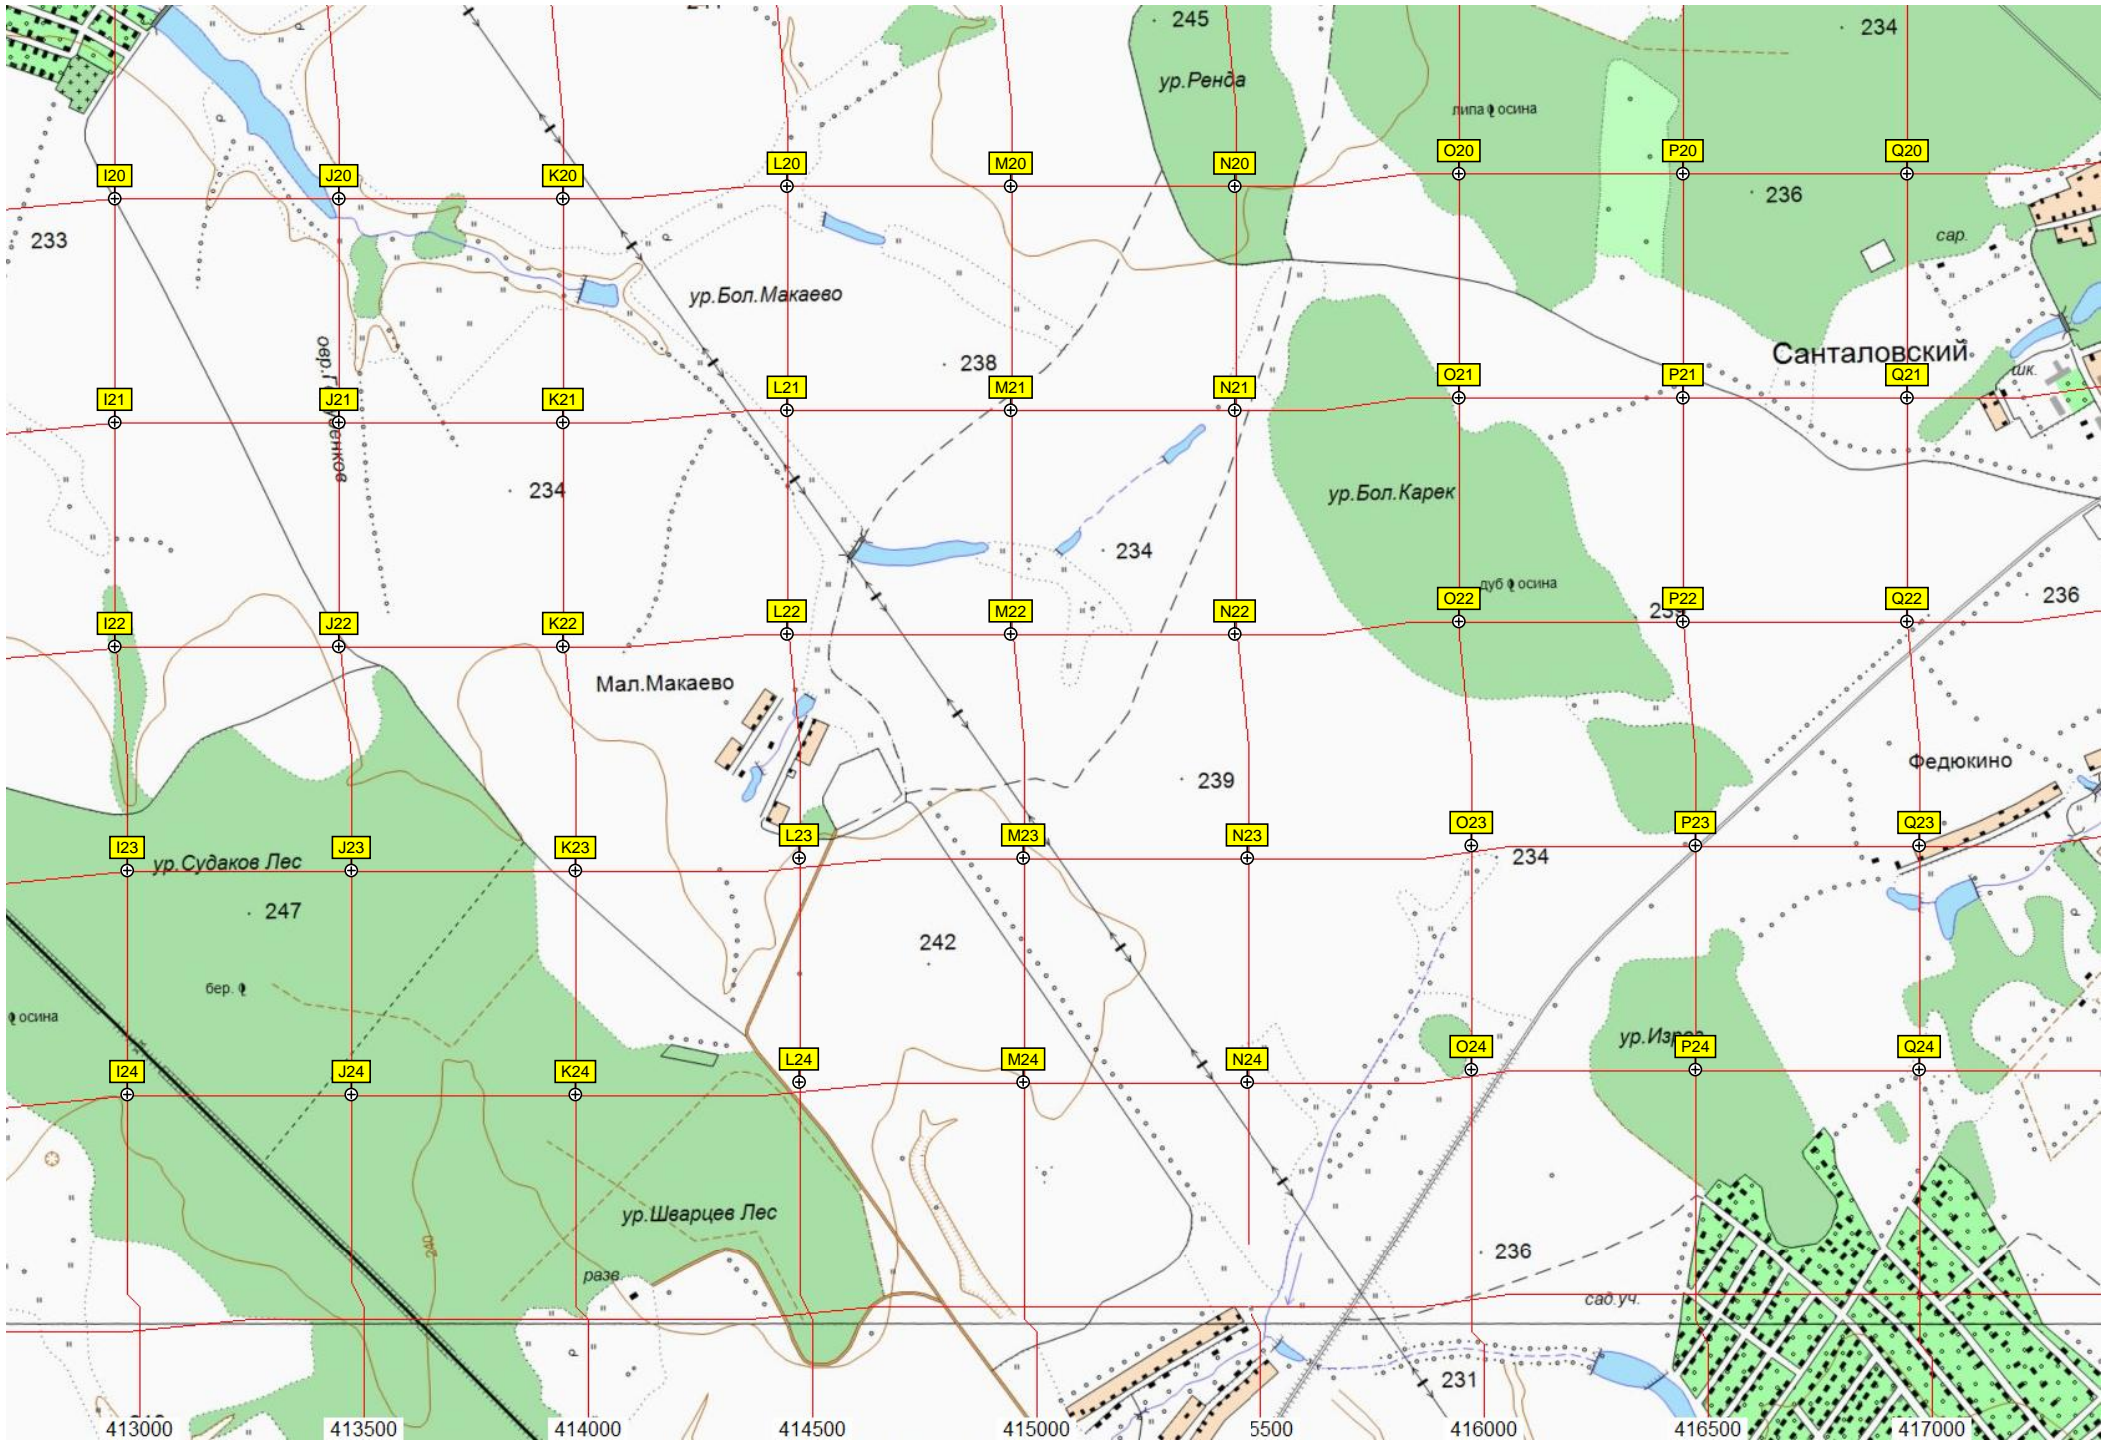 245
234
ур.Ренда
липа осина
I20
J20
K20
L20
M20
N20
O20
P20
Q20
233
236
сар.
ур.Бол.Макаево
238
Санталовский
шк.
I21
J21
K21
L21
M21
N21
O21
P21
Q21
234
ур.Бол.Карек
234
дуб осина
236
I22
J22
K22
L22
M22
N22
O22
P22
Q22
Мал.Макаево
239
Федюкино
I23
J23
K23
L23
M23
N23
O23
P23
Q23
ур.Судаков Лес
234
247
242
бер.
осина
I24
J24
K24
L24
M24
N24
O24
P24
Q24
ур.Шварцев Лес
240
236
разв.
сад.уч.
231
413000
413500
414000
414500
415000
5500
416000
416500
417000